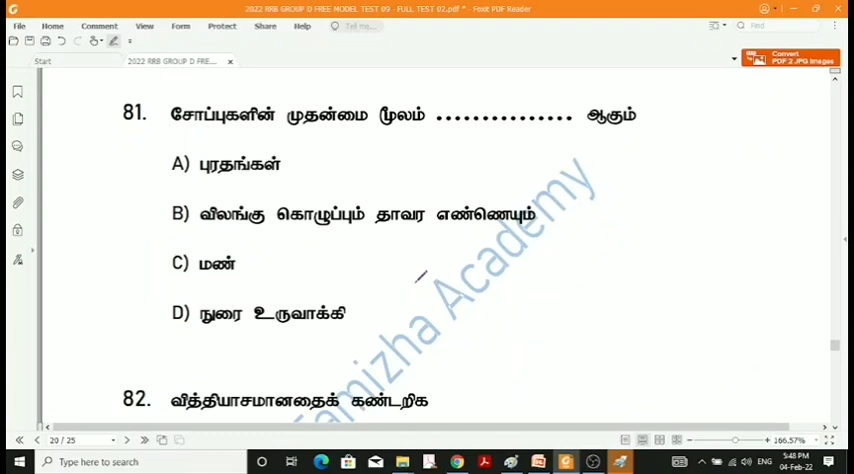 2022 RRB GROUP D FREE MODEL TEST 09 - FULL TEST 02.pdf * - Foxit PDF Reader
File Home Comment View Form Protect Share Help Tell me... Find
Start 2022 RRB GROUP D FREE... Convert
PDF 2 JPG Images
81. சோப்புகளின் முதன்மை மூலம் ............... ஆகும்
A) புரதங்கள்
B) விலங்கு கொழுப்பும் தாவர எண்ணெயும்
C) மண்
D) நுரை உருவாக்கி
82. வித்தியாசமானதைக் கண்டறிக
Tamizha Academy
20 / 25 166.57%
Type here to search ENG 5:48 PM
04-Feb-22